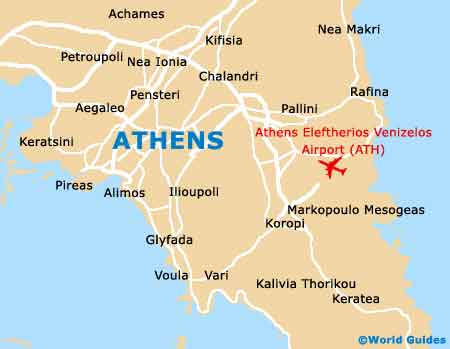 Achames
Kifisia
Nea Makri
Petroupoli
Nea Ionia
Chalandri
Pensteri
Rafina
Aegaleo
Pallini
Keratsini
ATHENS
Athens Eleftherios Venizelos
Airport (ATH)
Pireas
Alimos
Ilioupoli
Markopoulo Mesogeas
Koropi
Glyfada
Voula
Vari
Kalivia Thorikou
Keratea
©World Guides